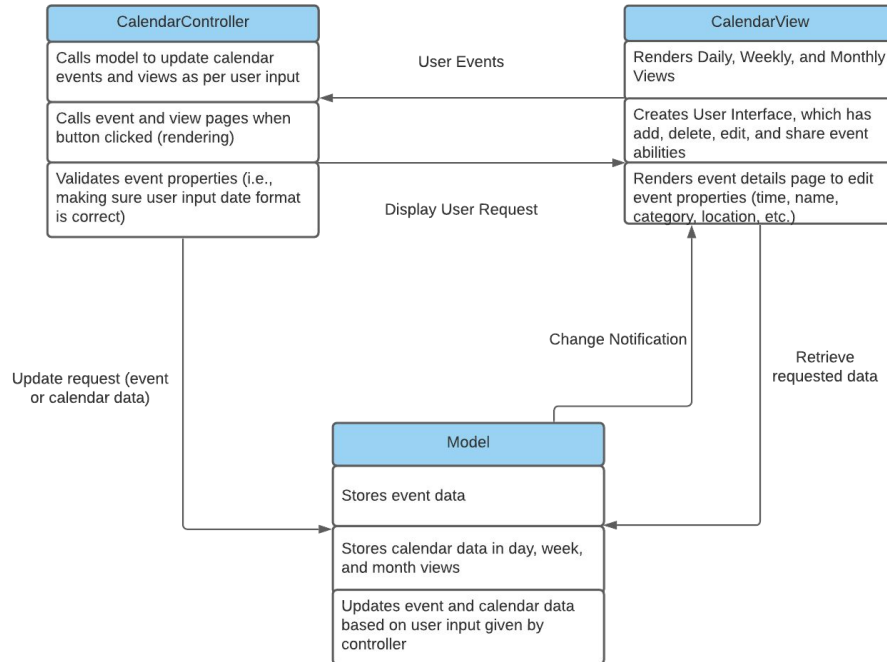 CalendarController
Calls model to update calendar
events and views as per user input
Calls event and view pages when
button clicked (rendering)
Validates event properties (i.e.,
making sure user input date format
is correct)
User Events
Display User Request
CalendarView
Renders Daily, Weekly, and Monthly
Views
Creates User Interface, which has
add, delete, edit, and share event
abilities
Renders event details page to edit
event properties (time, name,
category, location, etc.)
Update request (event
or calendar data)
Change Notification
Retrieve
requested data
Model
Stores event data
Stores calendar data in day, week,
and month views
Updates event and calendar data
based on user input given by
controller